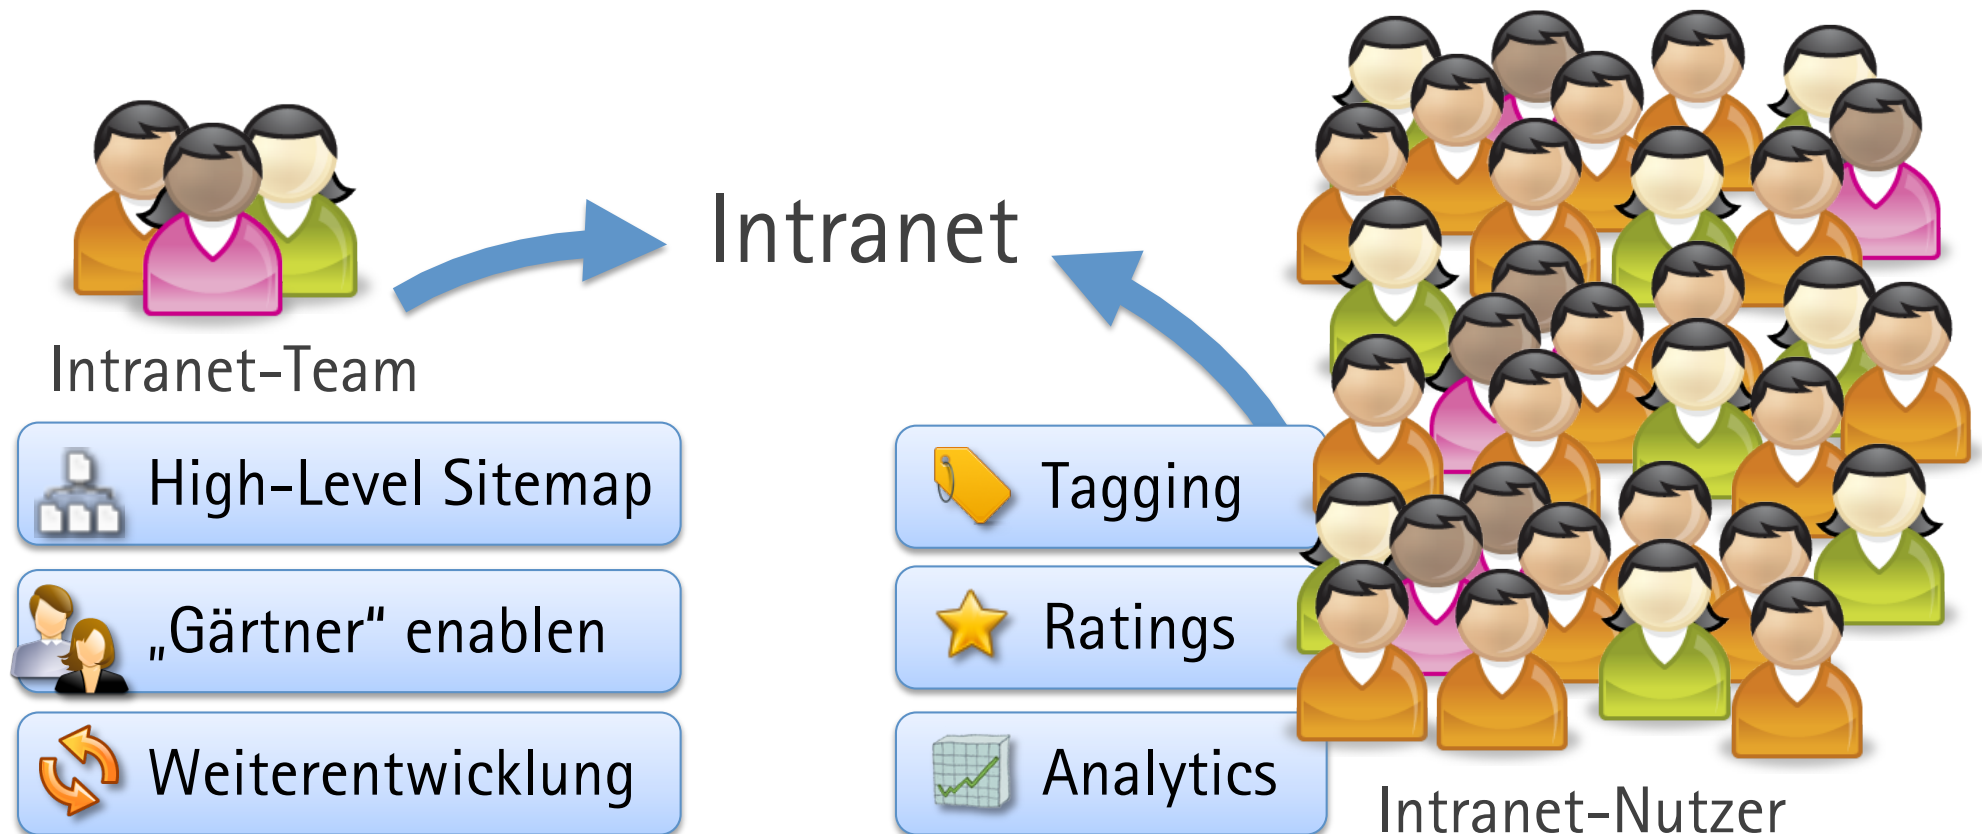 Intranet
Intranet-Team
High-Level Sitemap
„Gärtner“ enablen
Weiterentwicklung
Tagging
Ratings
Analytics
Intranet-Nutzer